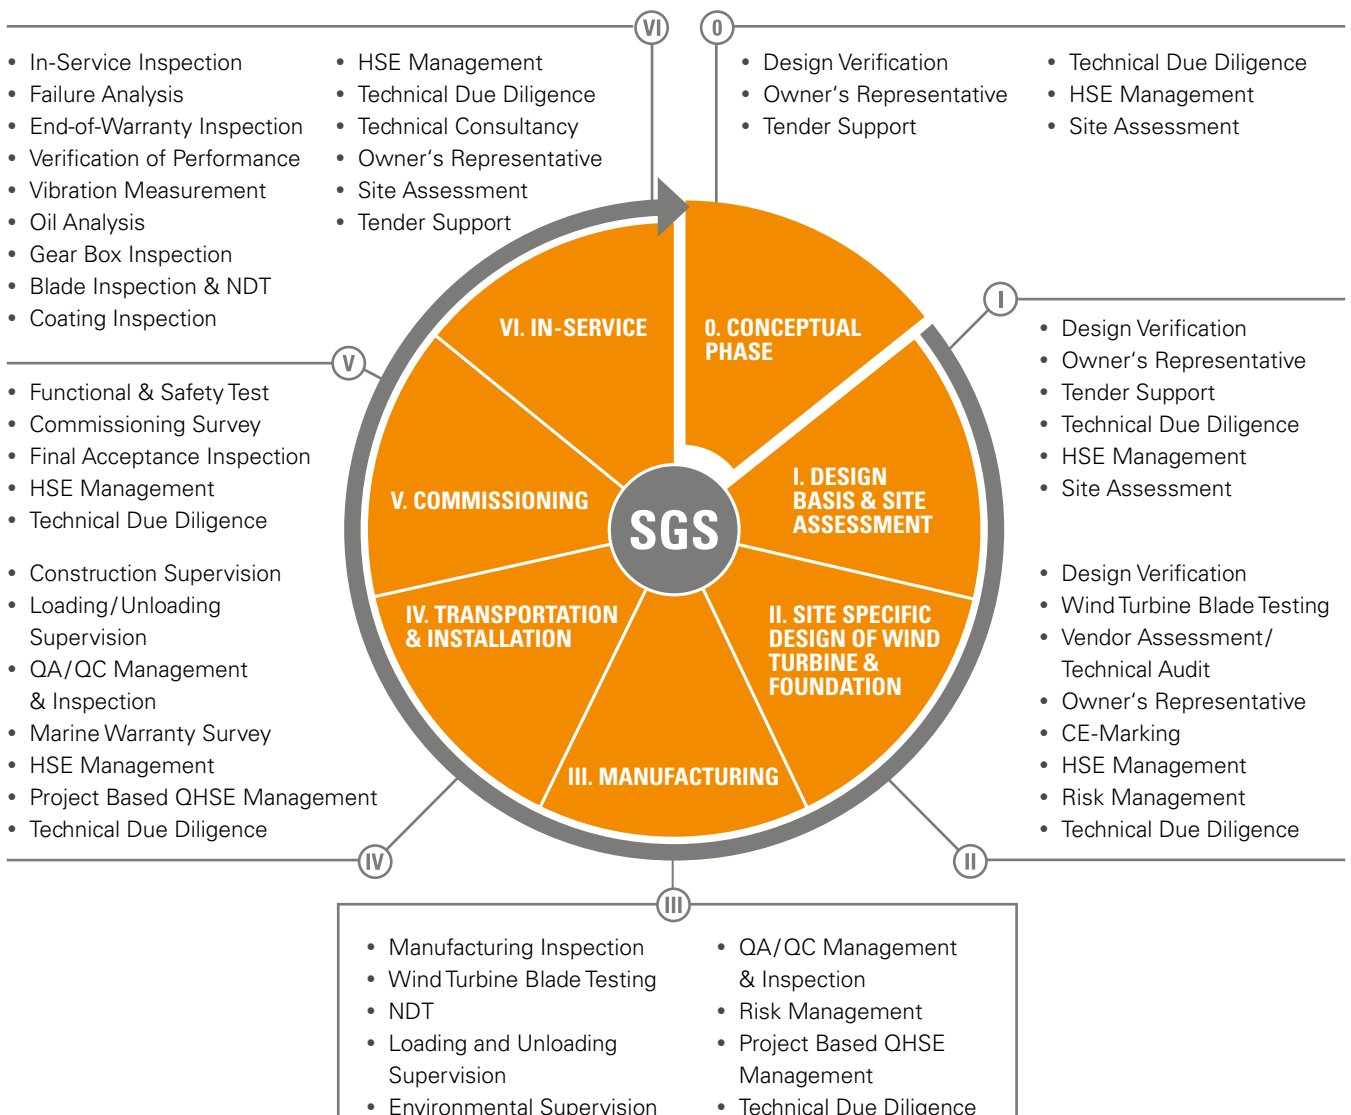 VI
• In-Service Inspection
• Failure Analysis
• End-of-Warranty Inspection
• Verification of Performance
• Vibration Measurement
• Oil Analysis
• Gear Box Inspection
• Blade Inspection & NDT
• Coating Inspection
• HSE Management
• Technical Due Diligence
• Technical Consultancy
• Owner‘s Representative
• Site Assessment
• Tender Support
0
• Design Verification
• Owner‘s Representative
• Tender Support
• Technical Due Diligence
• HSE Management
• Site Assessment
I
• Design Verification
• Owner‘s Representative
• Tender Support
• Technical Due Diligence
• HSE Management
• Site Assessment
V
• Functional & Safety Test
• Commissioning Survey
• Final Acceptance Inspection
• HSE Management
• Technical Due Diligence
VI. IN-SERVICE
0. CONCEPTUAL
PHASE
I. DESIGN
BASIS & SITE
ASSESSMENT
V. COMMISSIONING
SGS
IV. TRANSPORTATION
& INSTALLATION
II. SITE SPECIFIC
DESIGN OF WIND
TURBINE &
FOUNDATION
III. MANUFACTURING
• Construction Supervision
• Loading/Unloading
Supervision
• QA/QC Management
& Inspection
• Marine Warranty Survey
• HSE Management
• Project Based QHSE Management
• Technical Due Diligence
IV
• Design Verification
• Wind Turbine Blade Testing
• Vendor Assessment/
Technical Audit
• Owner‘s Representative
• CE-Marking
• HSE Management
• Risk Management
• Technical Due Diligence
II
III
• Manufacturing Inspection
• Wind Turbine Blade Testing
• NDT
• Loading and Unloading
Supervision
• Environmental Supervision
• QA/QC Management
& Inspection
• Risk Management
• Project Based QHSE
Management
• Technical Due Diligence